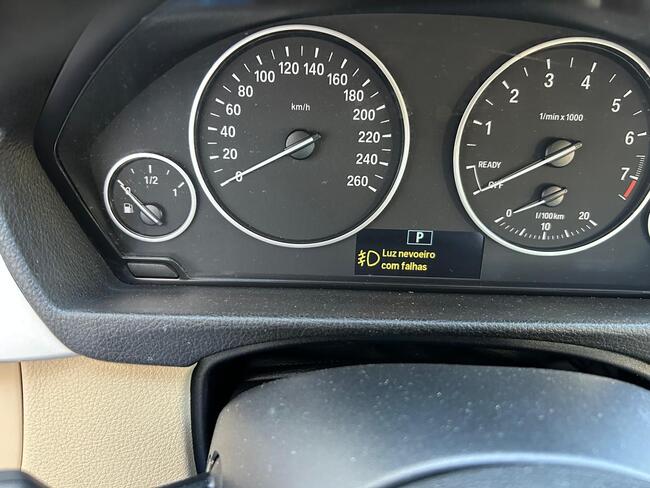 0 20 40 60 80 100 120 140 160 180 200 220 240 260
km/h
0 1/2 1
1 2 3 4 5 6 7
1/min x 1000
READY
OFF
0 10 20
l/100km
P
Luz nevoeiro
com falhas